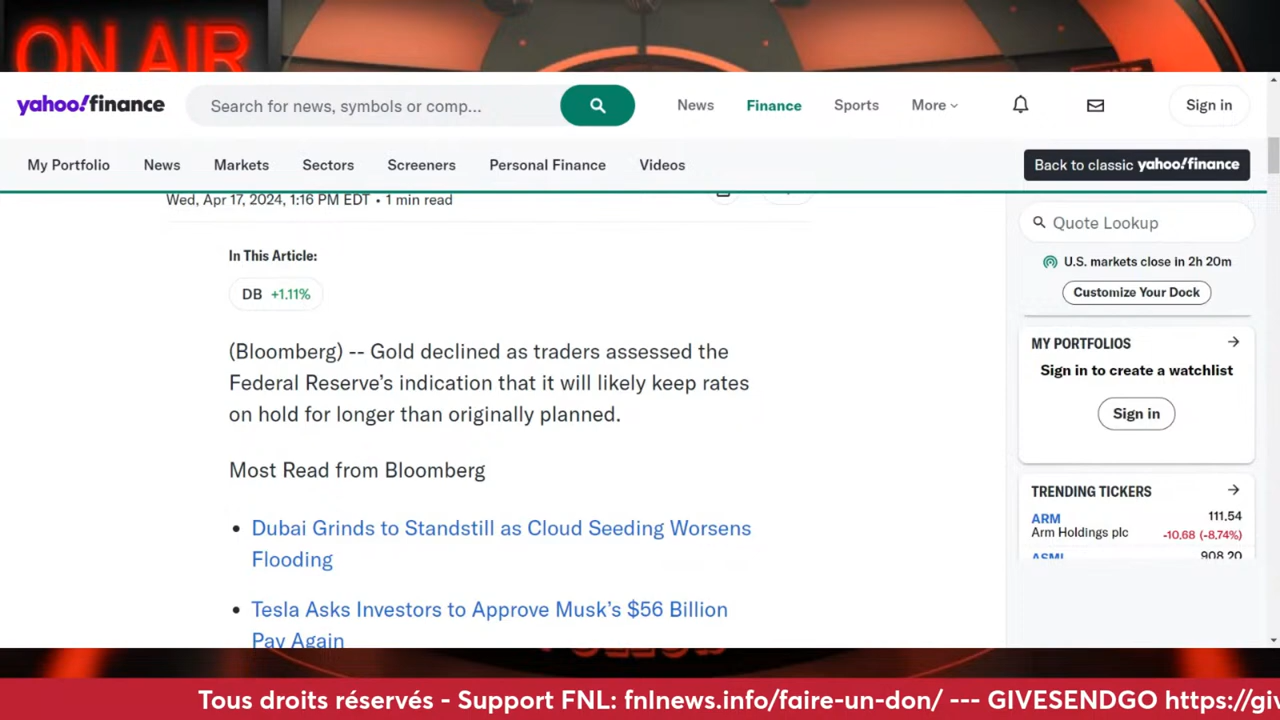 ON AIR
yahoo!finance
Search for news, symbols or comp...
News
Finance
Sports
More
Sign in
My Portfolio
News
Markets
Sectors
Screeners
Personal Finance
Videos
Back to classic yahoo!finance
Wed, Apr 17, 2024, 1:16 PM EDT • 1 min read
In This Article:
DB +1.11%
(Bloomberg) -- Gold declined as traders assessed the
Federal Reserve’s indication that it will likely keep rates
on hold for longer than originally planned.
Most Read from Bloomberg
• Dubai Grinds to Standstill as Cloud Seeding Worsens
Flooding
• Tesla Asks Investors to Approve Musk’s $56 Billion
Pay Again
Quote Lookup
U.S. markets close in 2h 20m
Customize Your Dock
MY PORTFOLIOS
Sign in to create a watchlist
Sign in
TRENDING TICKERS
ARM 111.54
Arm Holdings plc -10.68 (-8.74%)
ASML 908.20
Tous droits réservés - Support FNL: fnlnews.info/faire-un-don/ --- GIVESENDGO https://giv